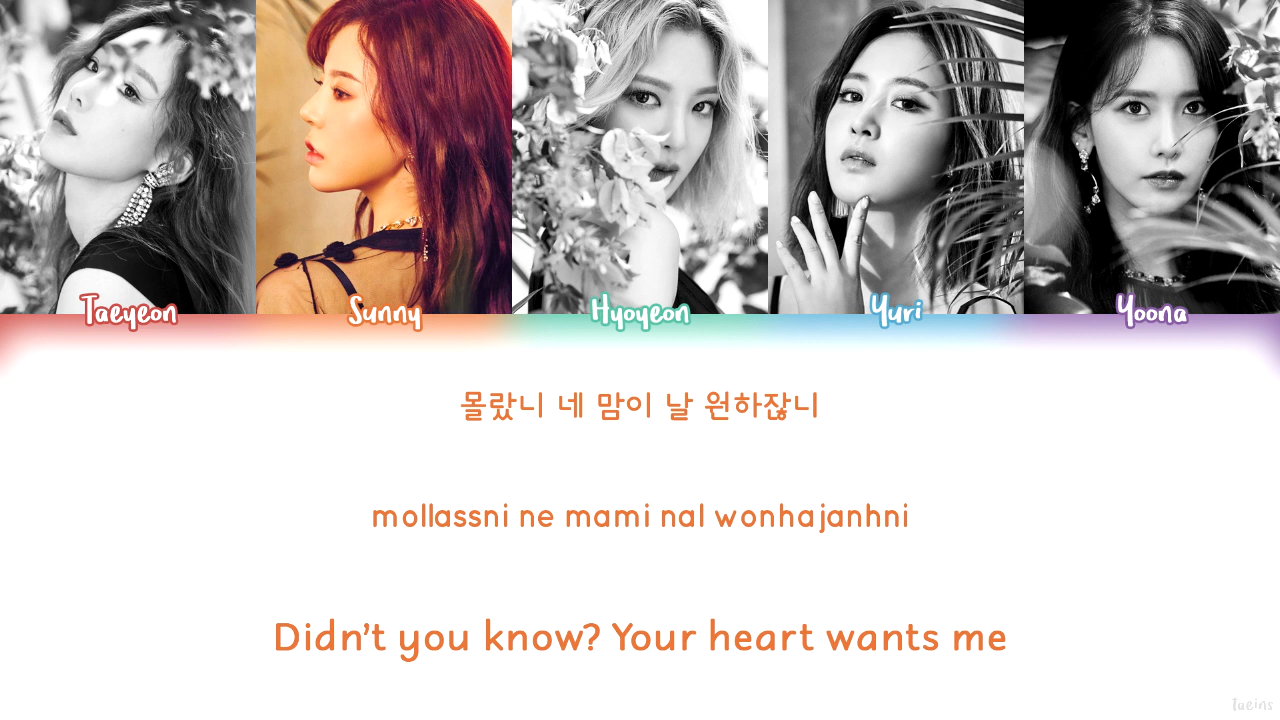 Taeyeon Sunny Hyoyeon Yuri Yoona
몰랐니 네 맘이 날 원하잖니
mollassni ne mami nal wonhajanhni
Didn't you know? Your heart wants me
Taeins